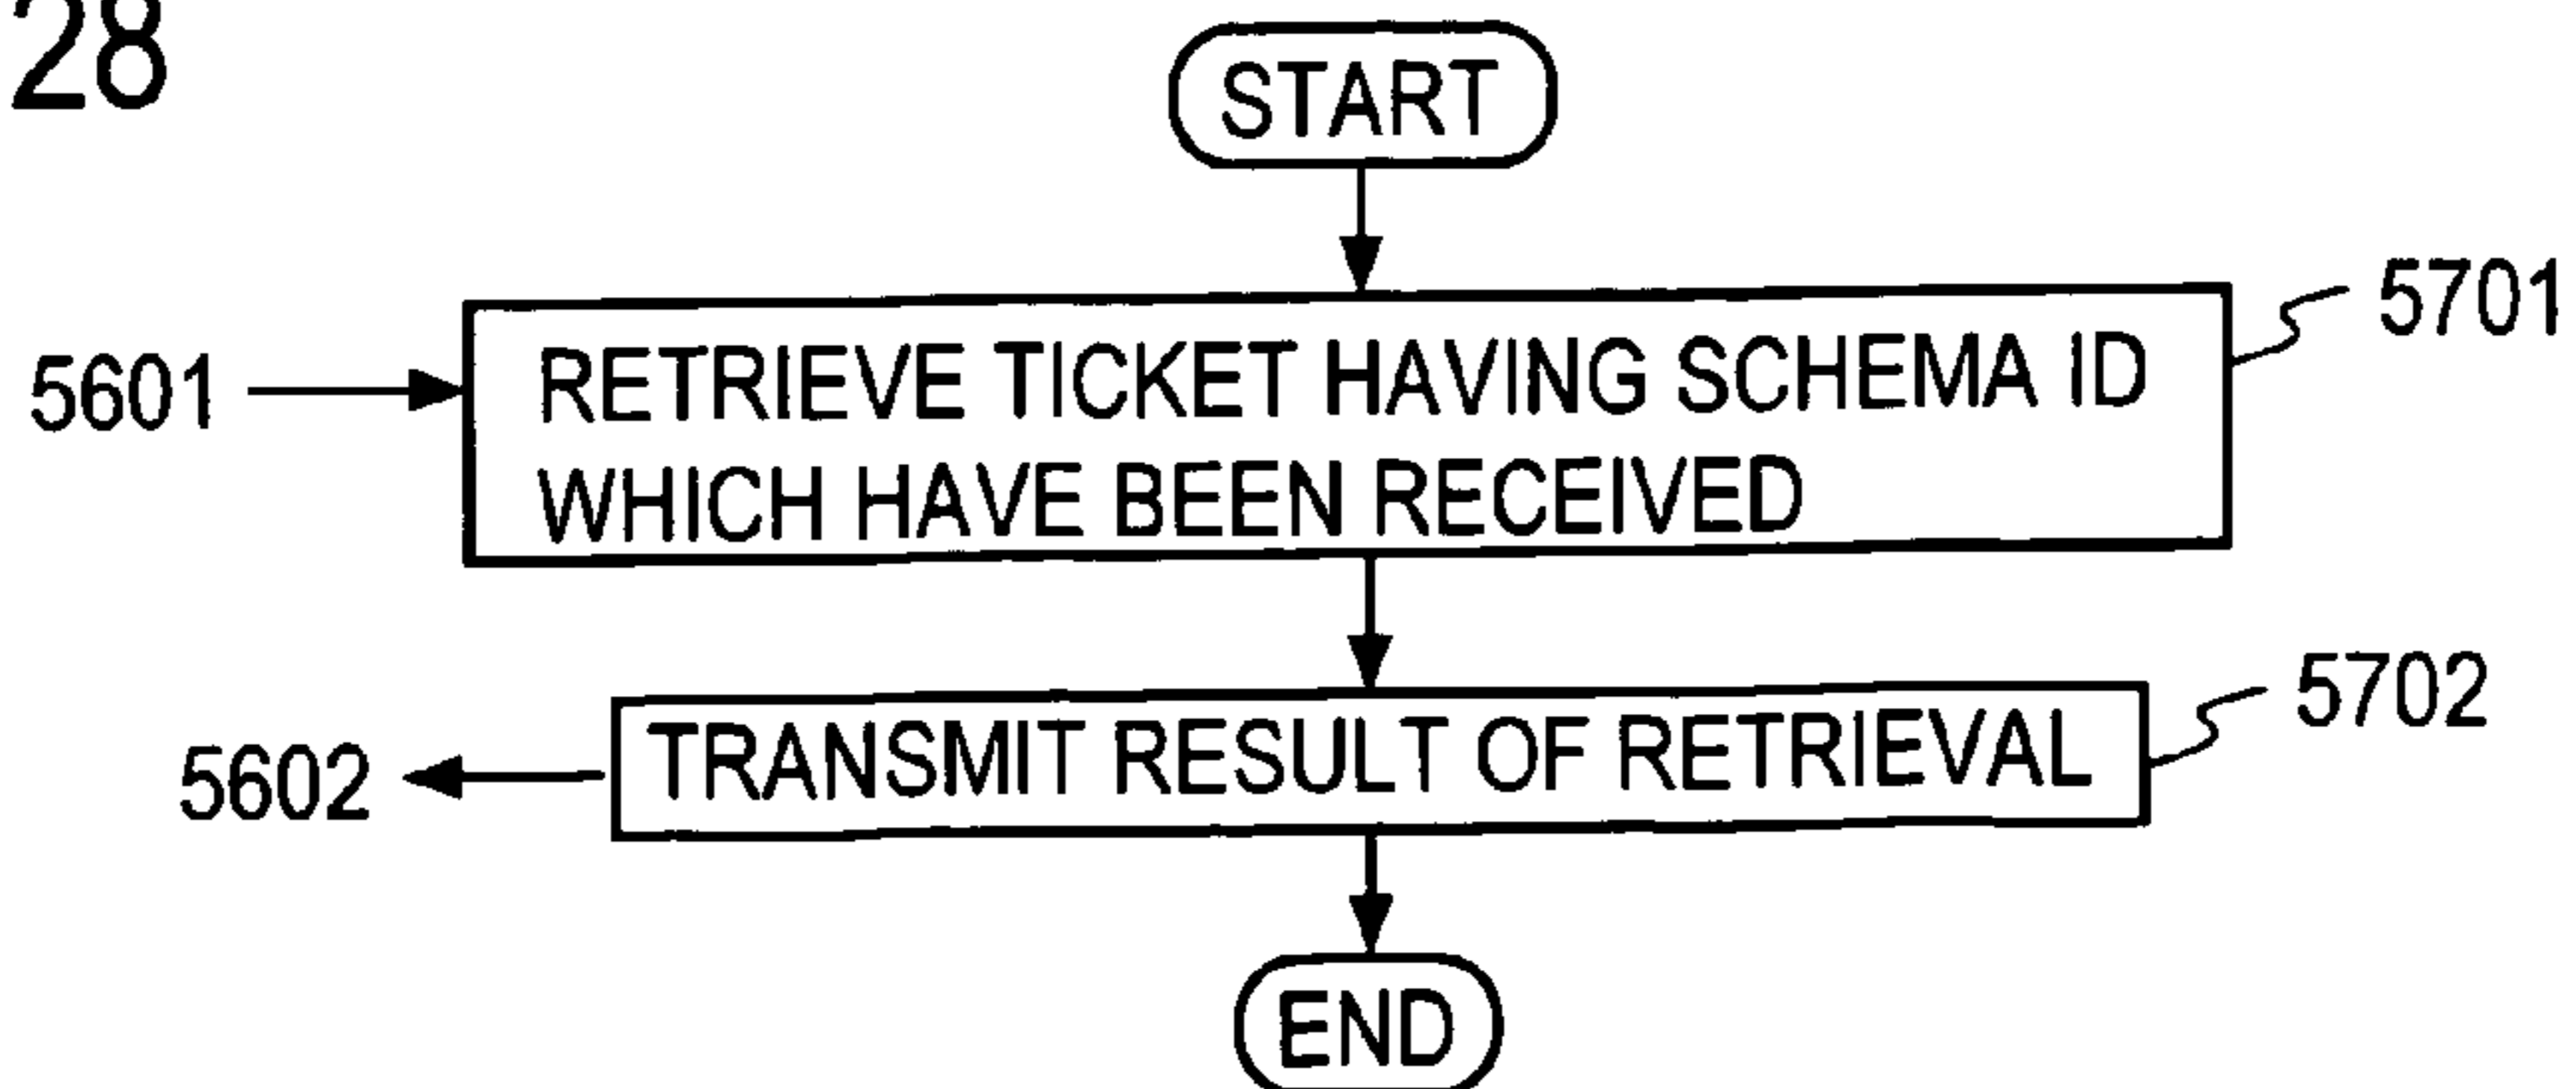 28
START
5701
5601
RETRIEVE TICKET HAVING SCHEMA ID
WHICH HAVE BEEN RECEIVED
5702
5602
TRANSMIT RESULT OF RETRIEVAL
END